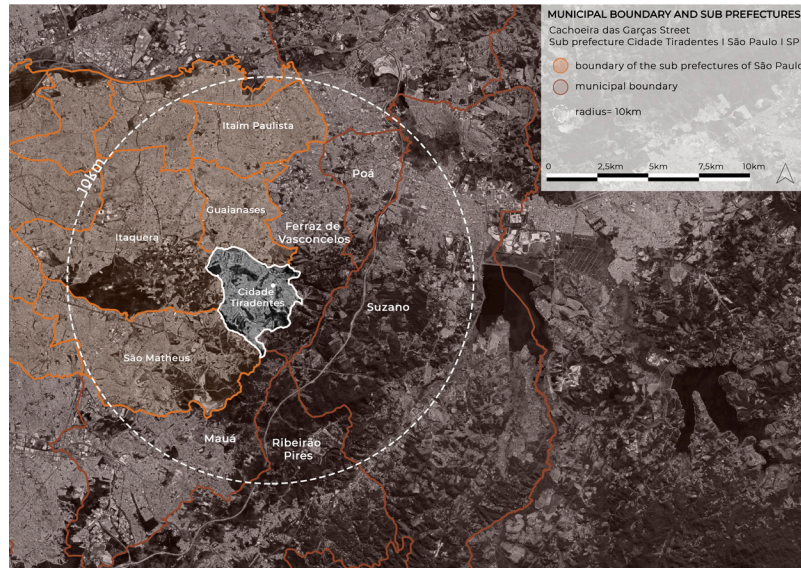 MUNICIPAL BOUNDARY AND SUB PREFECTURES
Cachoeira das Garças Street
Sub prefecture Cidade Tiradentes I São Paulo I SP
boundary of the sub prefectures of São Paulo
municipal boundary
radius= 10km
0 2,5km 5km 7,5km 10km
10km
Itaim Paulista
Poá
Guaianases
Ferraz de
Vasconcelos
Itaquera
Cidade
Tiradentes
Suzano
São Matheus
Mauá
Ribeirão
Pires